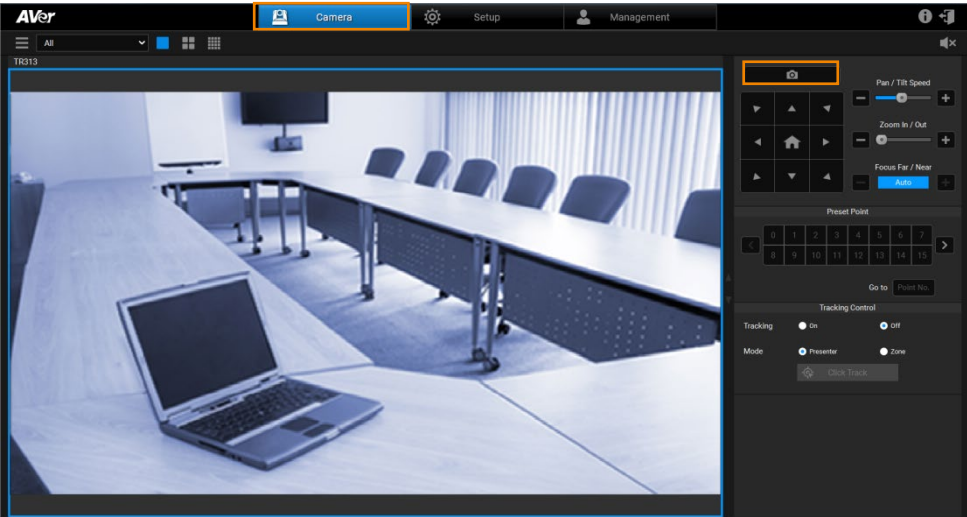 AVer
Camera
Setup
Management
All
TR313
Pan / Tilt Speed
Zoom In / Out
Focus Far / Near
Auto
Preset Point
0 1 2 3 4 5 6 7
8 9 10 11 12 13 14 15
Go to Point No.
Tracking Control
Tracking On Off
Mode Presenter Zone
Click Track